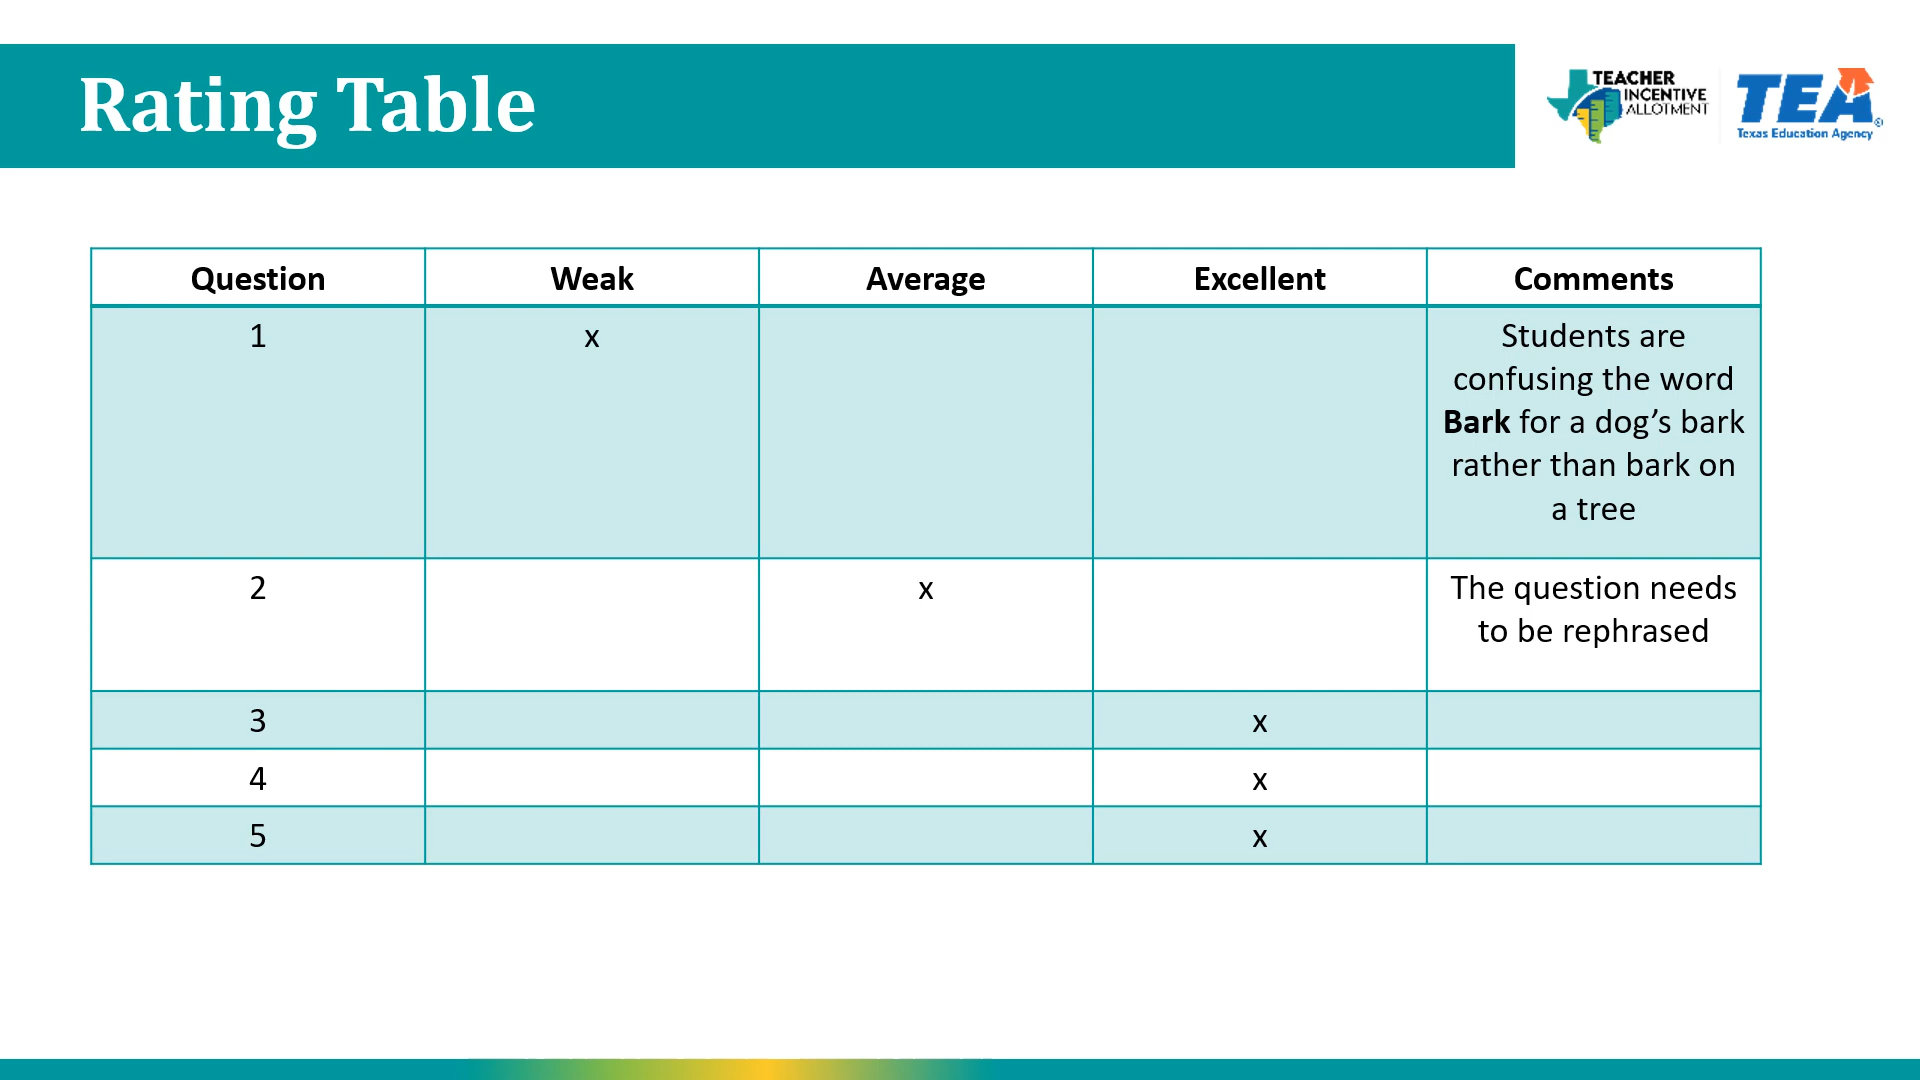 Rating Table
TEACHER
INCENTIVE
ALLOTMENT
TEA
®
Texas Education Agency
Question Weak Average Excellent Comments
1 x Students are
confusing the word
Bark for a dog’s bark
rather than bark on
a tree
2 x The question needs
to be rephrased
3 x
4 x
5 x